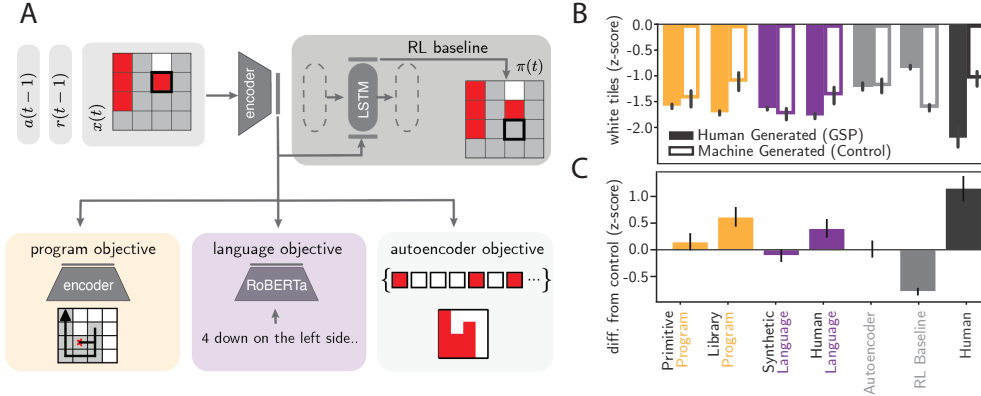 A
a(t − 1)
r(t − 1)
x(t)
encoder
RL baseline
LSTM
π(t)
program objective
encoder
language objective
RoBERTa
4 down on the left side..
autoencoder objective
{ ... }
B
white tiles (z-score)
0.0
-0.5
-1.0
-1.5
-2.0
Human Generated (GSP)
Machine Generated (Control)
C
diff. from control (z-score)
1.0
0.5
0.0
-0.5
Primitive
Program
Library
Program
Synthetic
Language
Human
Language
Autoencoder
RL Baseline
Human